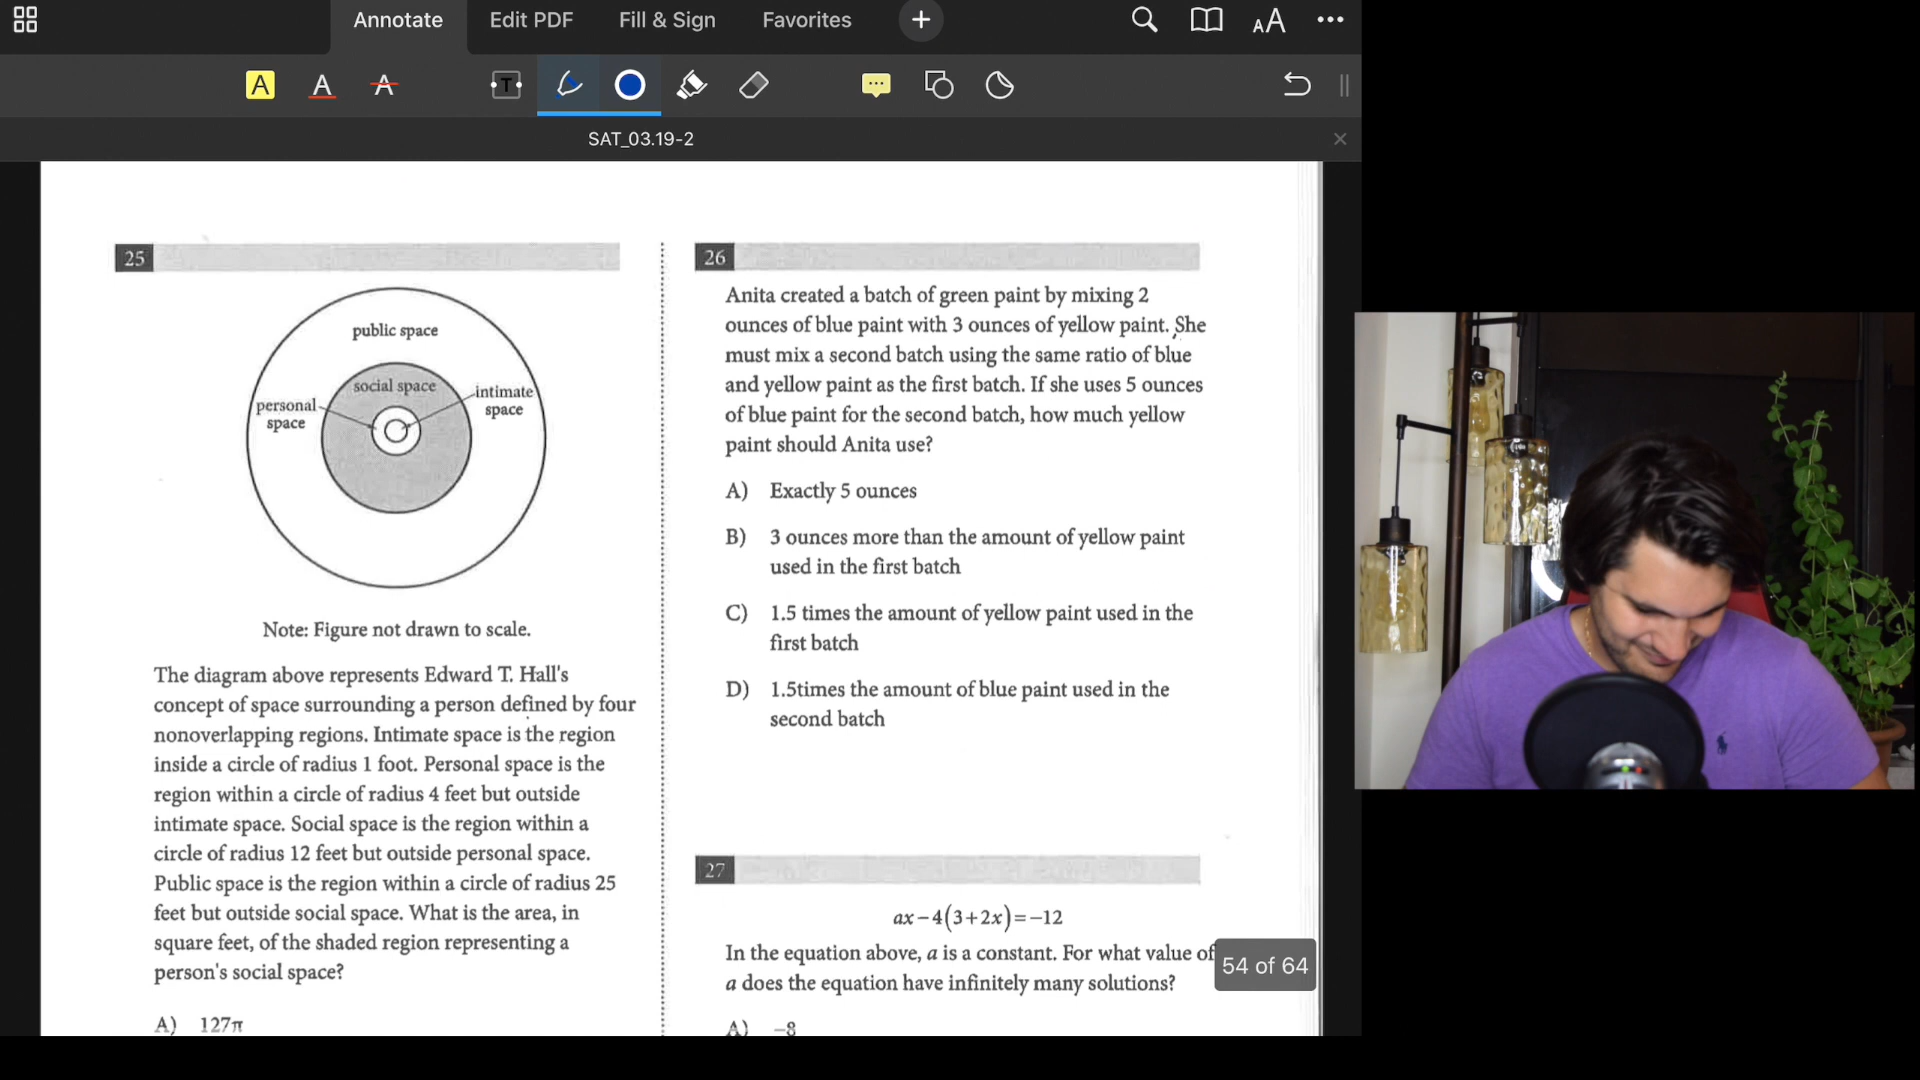 Annotate Edit PDF Fill & Sign Favorites + AA ...
A A A T
SAT_03.19-2
25
public space
social space
intimate
space
personal
space
Note: Figure not drawn to scale.
The diagram above represents Edward T. Hall's
concept of space surrounding a person defined by four
nonoverlapping regions. Intimate space is the region
inside a circle of radius 1 foot. Personal space is the
region within a circle of radius 4 feet but outside
intimate space. Social space is the region within a
circle of radius 12 feet but outside personal space.
Public space is the region within a circle of radius 25
feet but outside social space. What is the area, in
square feet, of the shaded region representing a
person's social space?
A) 127π
26
Anita created a batch of green paint by mixing 2
ounces of blue paint with 3 ounces of yellow paint. She
must mix a second batch using the same ratio of blue
and yellow paint as the first batch. If she uses 5 ounces
of blue paint for the second batch, how much yellow
paint should Anita use?
A) Exactly 5 ounces
B) 3 ounces more than the amount of yellow paint
used in the first batch
C) 1.5 times the amount of yellow paint used in the
first batch
D) 1.5times the amount of blue paint used in the
second batch
27
ax-4(3+2x)=-12
In the equation above, a is a constant. For what value of
a does the equation have infinitely many solutions?
A) -8
54 of 64